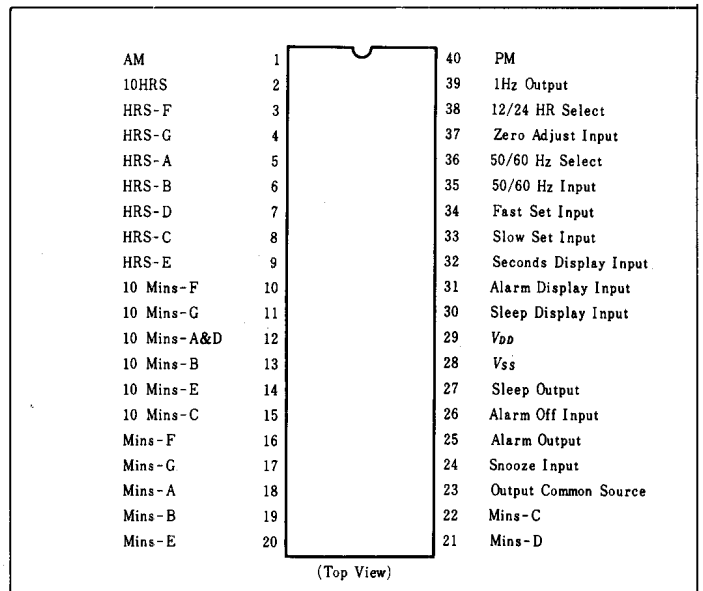 AM 1 40 PM
10HRS 2 39 1Hz Output
HRS-F 3 38 12/24 HR Select
HRS-G 4 37 Zero Adjust Input
HRS-A 5 36 50/60 Hz Select
HRS-B 6 35 50/60 Hz Input
HRS-D 7 34 Fast Set Input
HRS-C 8 33 Slow Set Input
HRS-E 9 32 Seconds Display Input
10 Mins-F 10 31 Alarm Display Input
10 Mins-G 11 30 Sleep Display Input
10 Mins-A&D 12 29 VDD
10 Mins-B 13 28 VSS
10 Mins-E 14 27 Sleep Output
10 Mins-C 15 26 Alarm Off Input
Mins-F 16 25 Alarm Output
Mins-G 17 24 Snooze Input
Mins-A 18 23 Output Common Source
Mins-B 19 22 Mins-C
Mins-E 20 21 Mins-D
(Top View)